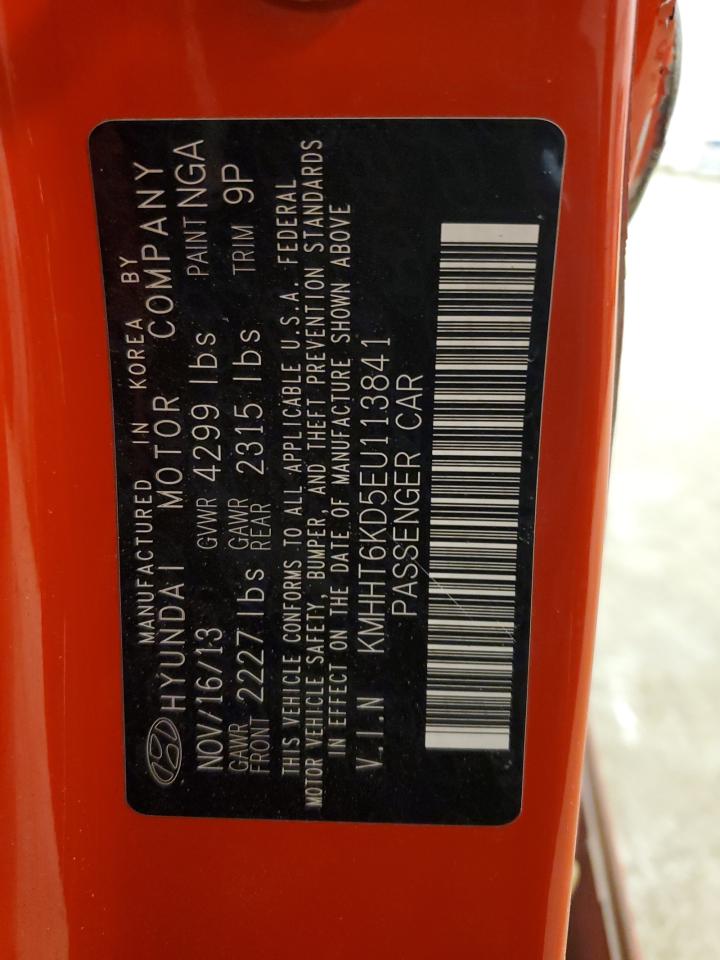 MANUFACTURED IN KOREA BY
HYUNDAI MOTOR COMPANY
NOV/16/13 GVWR 4299 lbs PAINT NGA
GAWR FRONT 2227 lbs GAWR REAR 2315 lbs TRIM 9P
THIS VEHICLE CONFORMS TO ALL APPLICABLE U.S.A. FEDERAL
MOTOR VEHICLE SAFETY, BUMPER, AND THEFT PREVENTION STANDARDS
IN EFFECT ON THE DATE OF MANUFACTURE SHOWN ABOVE
V.I.N KMHHT6KD5EU113841
PASSENGER CAR